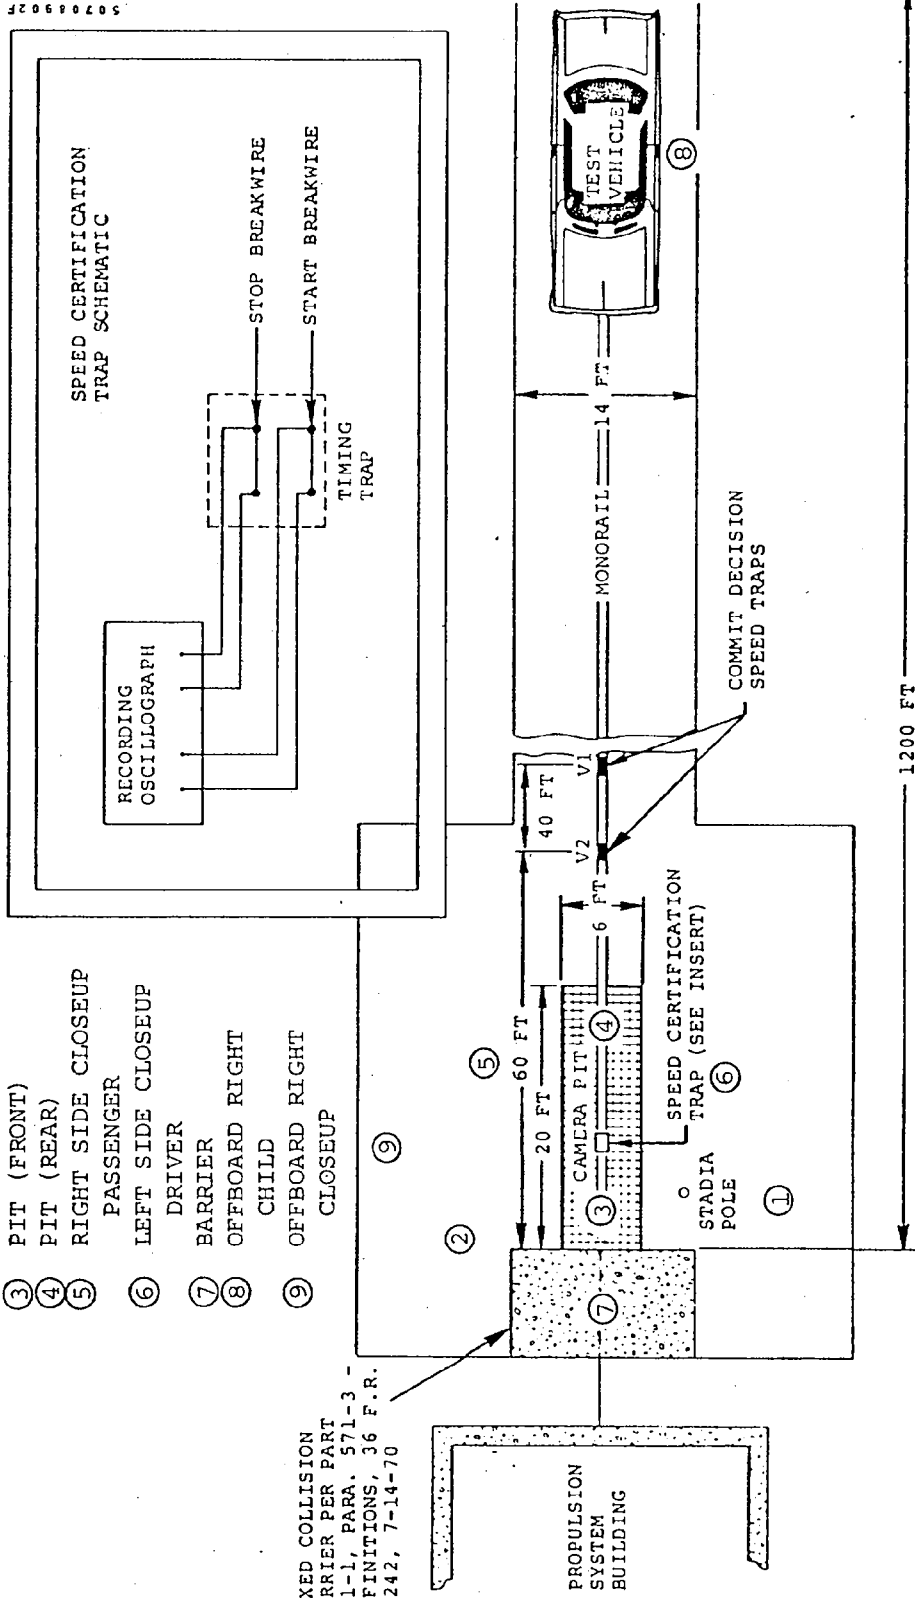 50708902F
③ PIT (FRONT)
④ PIT (REAR)
⑤ RIGHT SIDE CLOSEUP
PASSENGER
⑥ LEFT SIDE CLOSEUP
DRIVER
⑦ BARRIER
⑧ OFFBOARD RIGHT
CHILD
⑨ OFFBOARD RIGHT
CLOSEUP
SPEED CERTIFICATION
TRAP SCHEMATIC
RECORDING
OSCILLOGRAPH
STOP BREAKWIRE
START BREAKWIRE
TIMING
TRAP
XED COLLISION
RRIER PER PART
1-1, PARA. 571-3 -
FINITIONS, 36 F.R.
242, 7-14-70
PROPULSION
SYSTEM
BUILDING
⑨
②
⑤
60 FT
40 FT
20 FT
V2
V1
CAMERA PIT
③
④
6 FT
MONORAIL
14 FT
TEST
VEHICLE
⑧
⑦
COMMIT DECISION
SPEED TRAPS
SPEED CERTIFICATION
TRAP (SEE INSERT)
⑥
STADIA
POLE
①
1200 FT